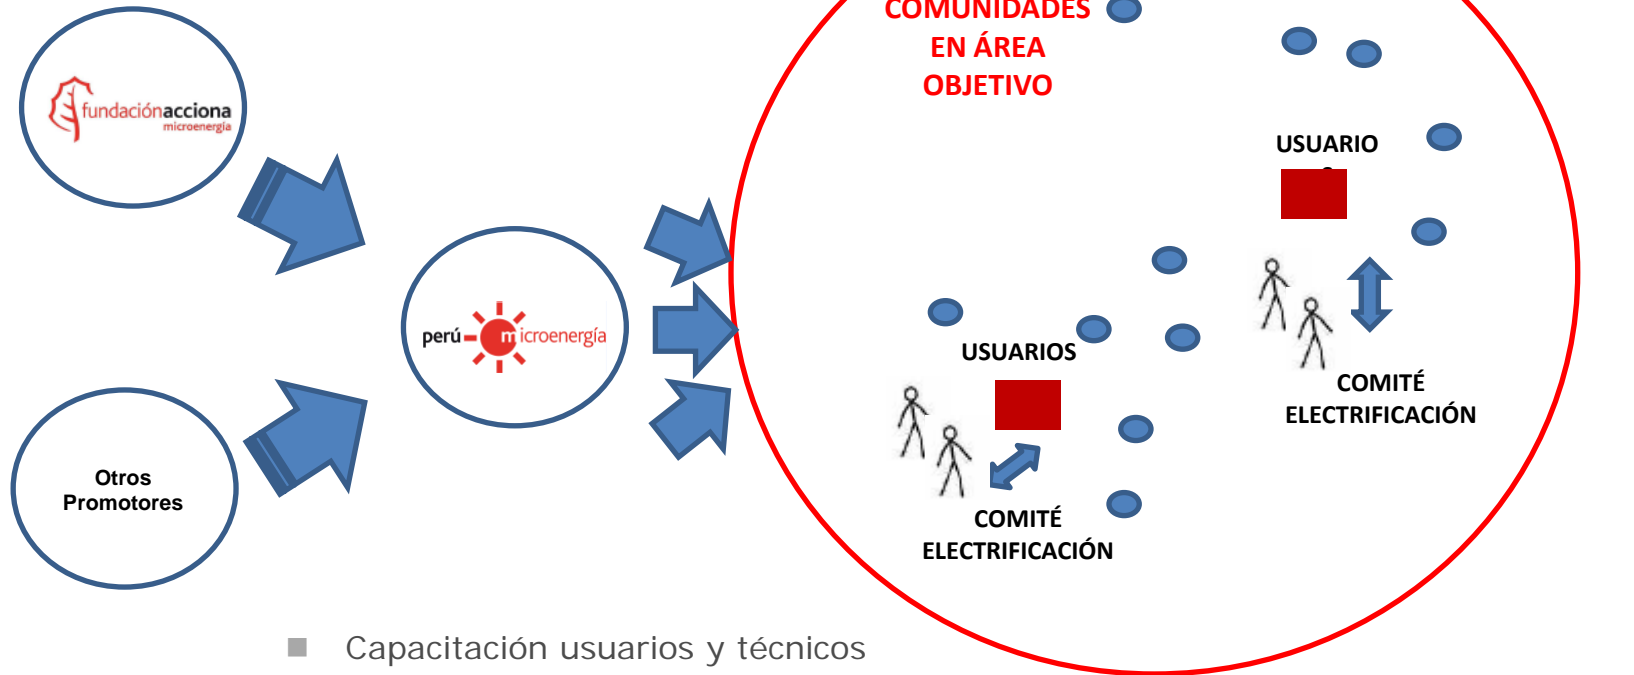 COMUNIDADES
EN ÁREA
OBJETIVO
fundaciónacciona
microenergía
USUARIO
perú microenergía
USUARIOS
COMITÉ
ELECTRIFICACIÓN
Otros
Promotores
COMITÉ
ELECTRIFICACIÓN
Capacitación usuarios y técnicos